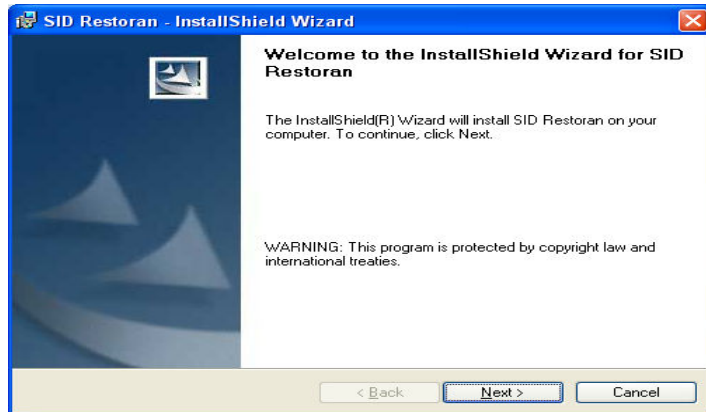 SID Restoran - InstallShield Wizard
Welcome to the InstallShield Wizard for SID
Restoran
The InstallShield(R) Wizard will install SID Restoran on your
computer. To continue, click Next.
WARNING: This program is protected by copyright law and
international treaties.
< Back Next > Cancel